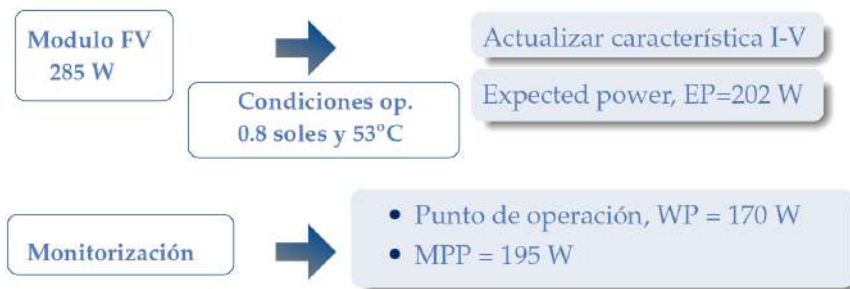 Modulo FV
285 W
Actualizar característica I-V
Condiciones op.
0.8 soles y 53°C
Expected power, EP=202 W
Monitorización
• Punto de operación, WP = 170 W
• MPP = 195 W